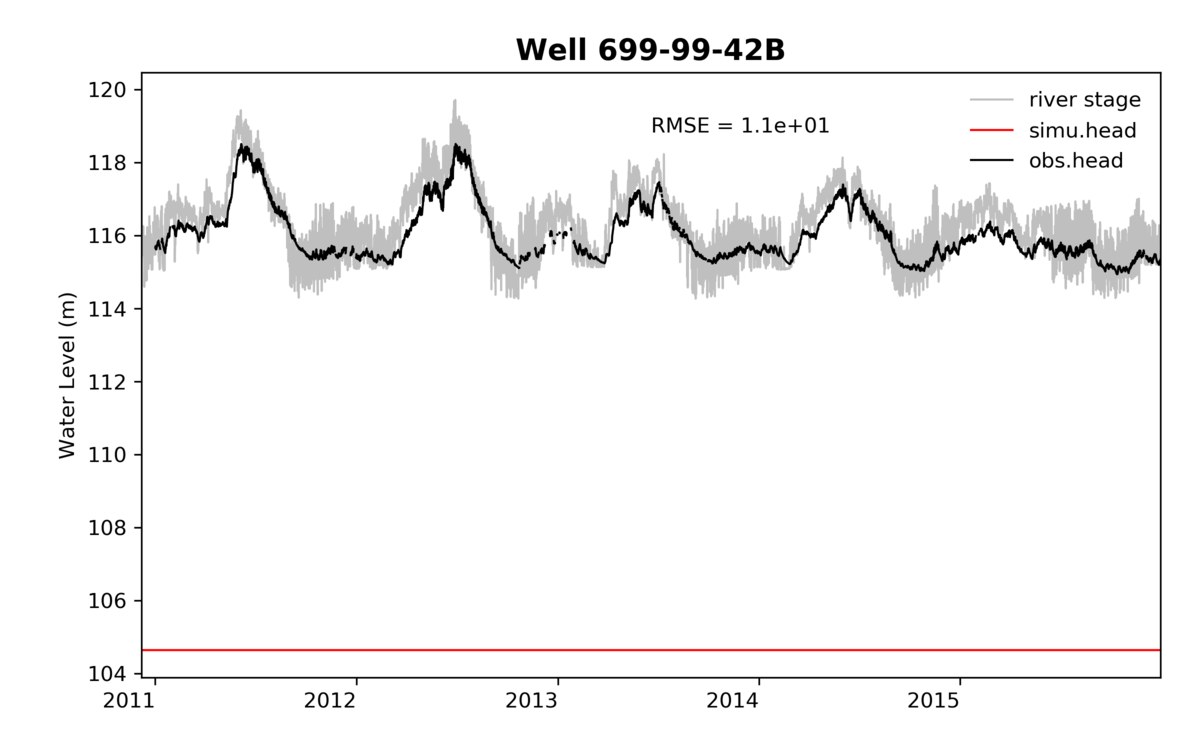 Well 699-99-42B
RMSE = 1.1e+01
river stage
simu.head
obs.head
Water Level (m)
120
118
116
114
112
110
108
106
104
2011
2012
2013
2014
2015